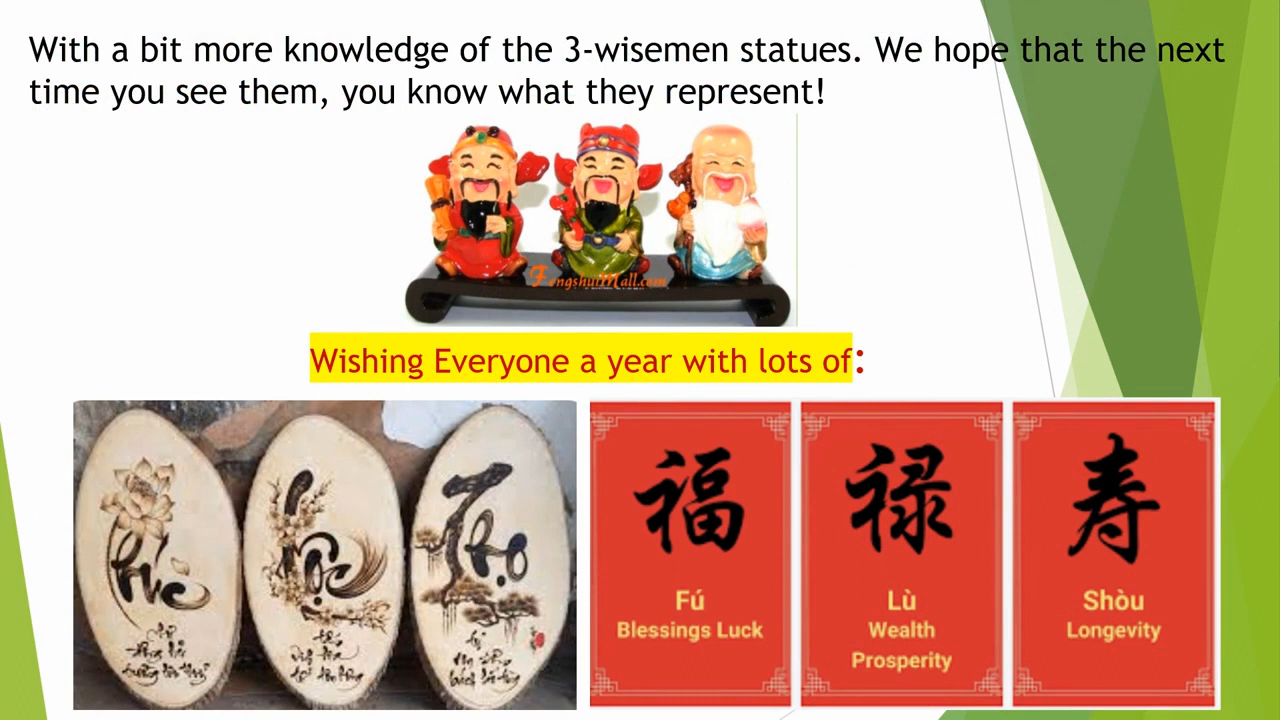 With a bit more knowledge of the 3-wisemen statues. We hope that the next
time you see them, you know what they represent!
FengshuiMall.com
Wishing Everyone a year with lots of:
Phúc
Lộc
Thọ
福
禄
寿
Fú
Blessings Luck
Lù
Wealth
Prosperity
Shòu
Longevity